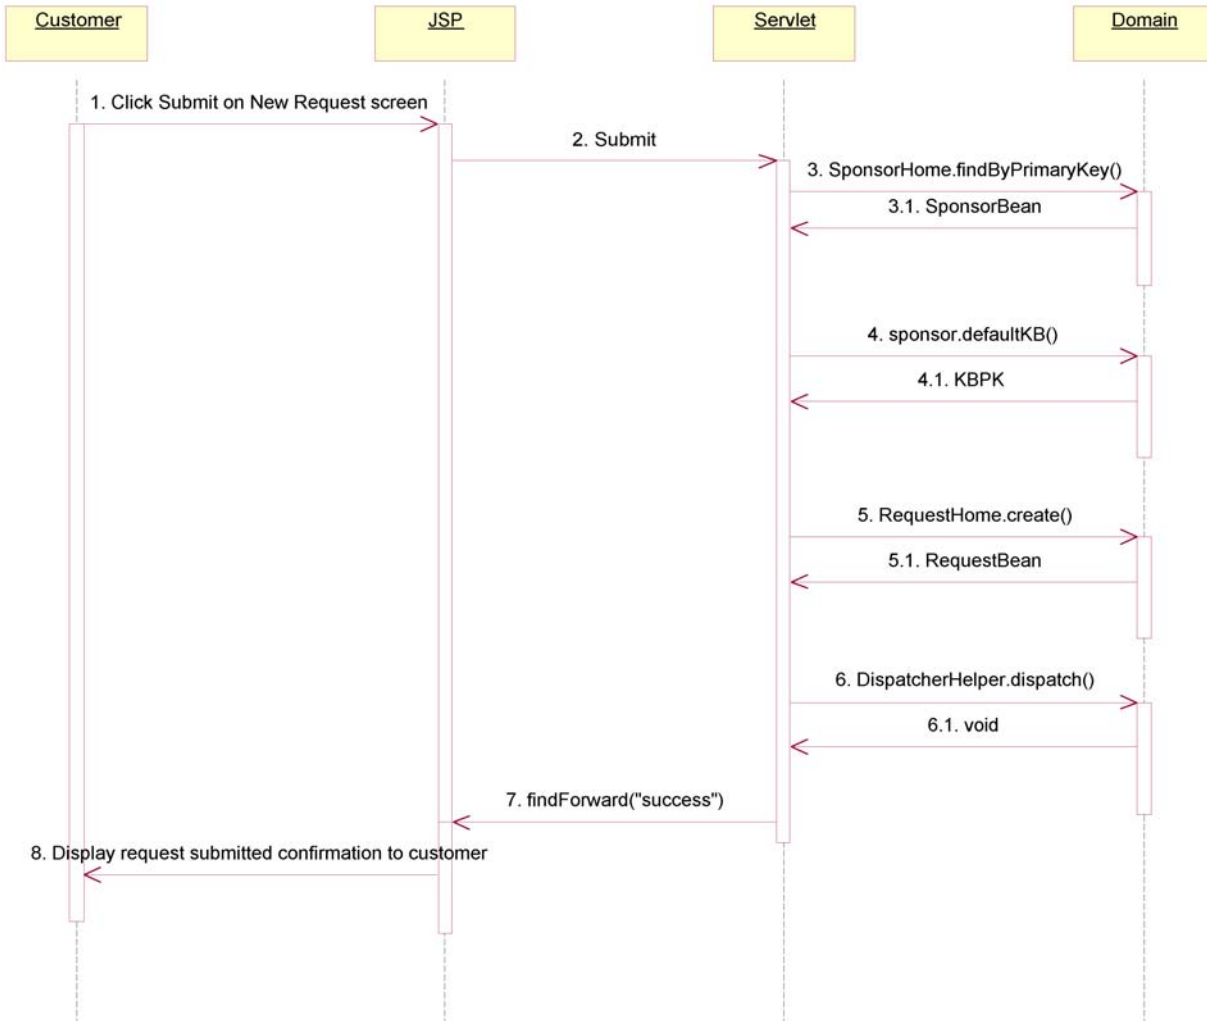 Customer
JSP
Servlet
Domain
1. Click Submit on New Request screen
2. Submit
3. SponsorHome.findByPrimaryKey()
3.1. SponsorBean
4. sponsor.defaultKB()
4.1. KBPK
5. RequestHome.create()
5.1. RequestBean
6. DispatcherHelper.dispatch()
6.1. void
7. findForward("success")
8. Display request submitted confirmation to customer